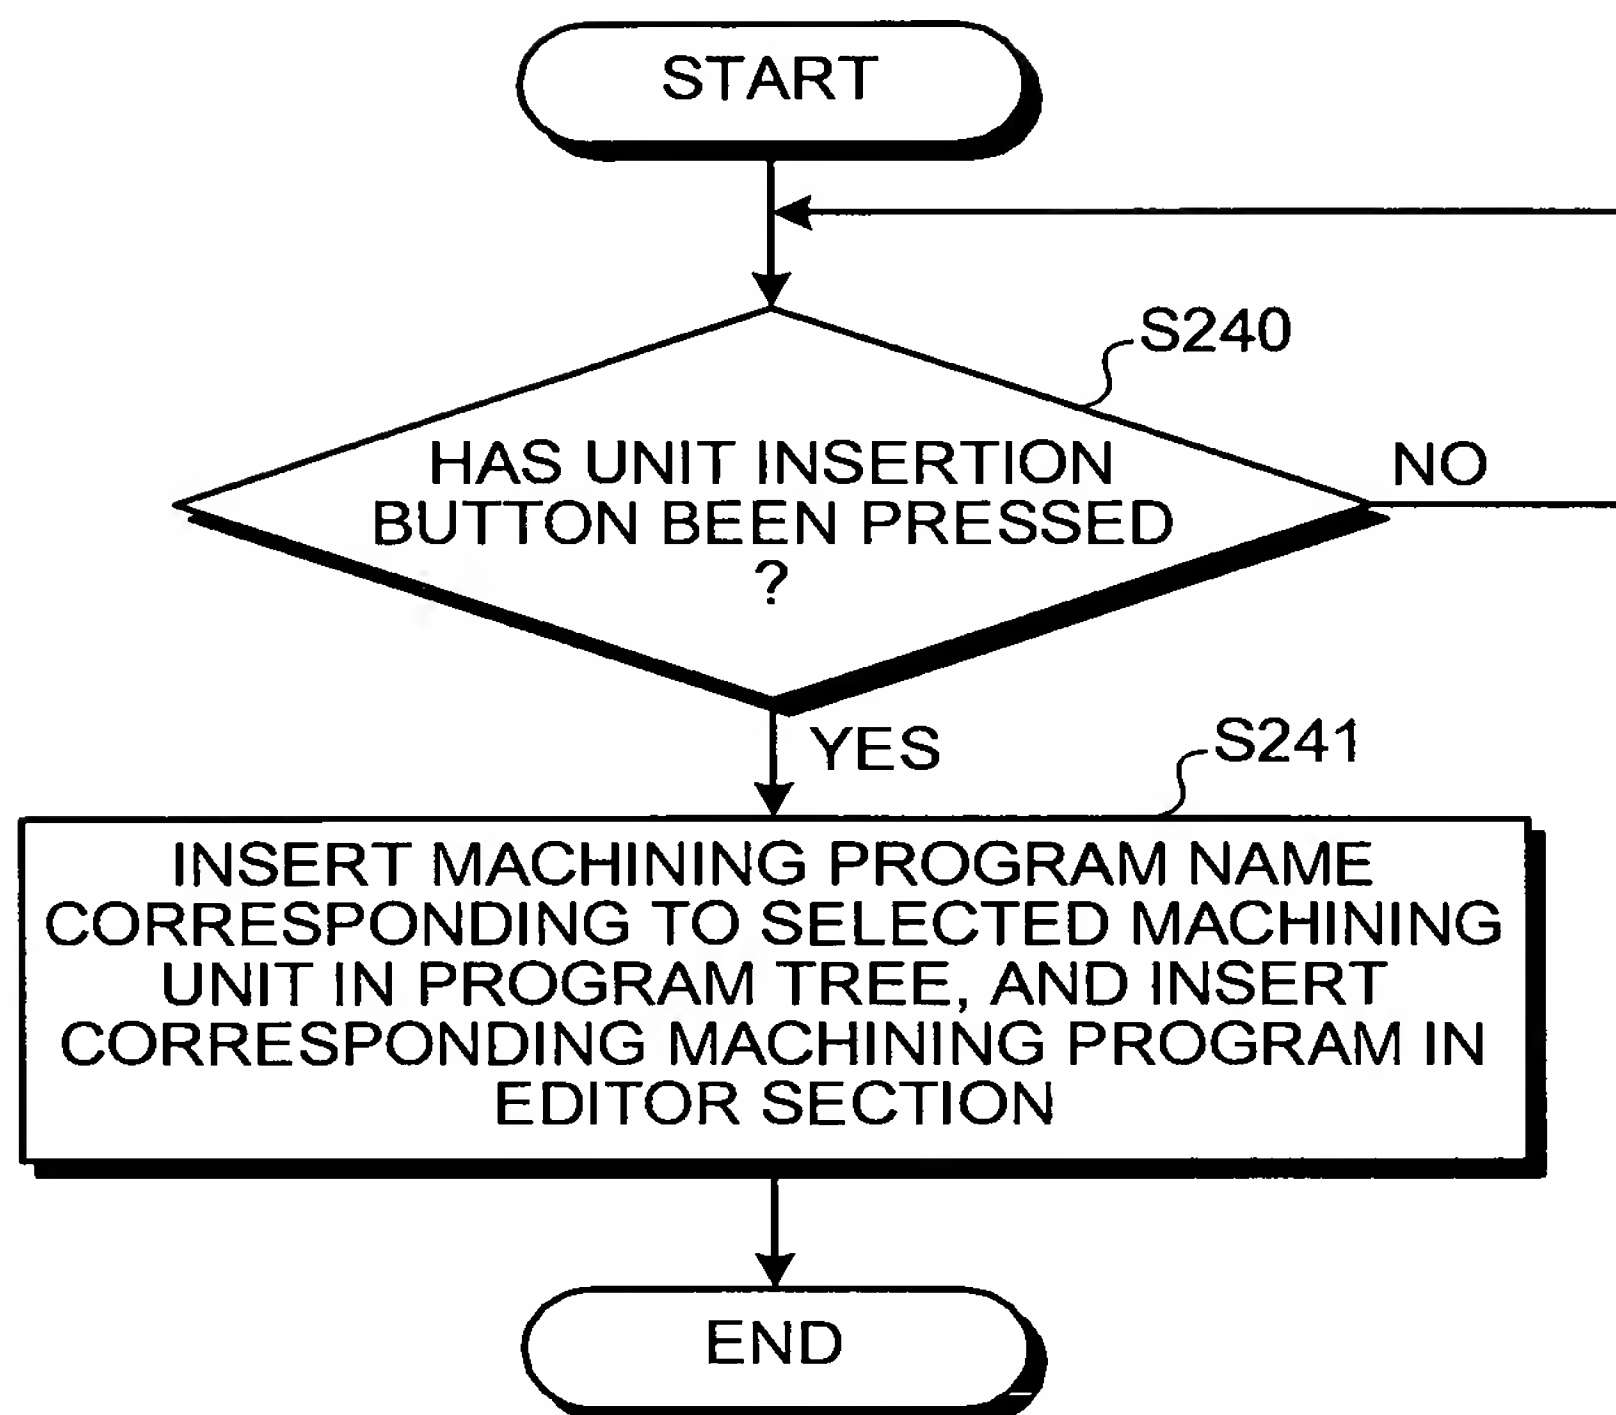 START
S240
HAS UNIT INSERTION
BUTTON BEEN PRESSED
?
NO
YES
S241
INSERT MACHINING PROGRAM NAME
CORRESPONDING TO SELECTED MACHINING
UNIT IN PROGRAM TREE, AND INSERT
CORRESPONDING MACHINING PROGRAM IN
EDITOR SECTION
END